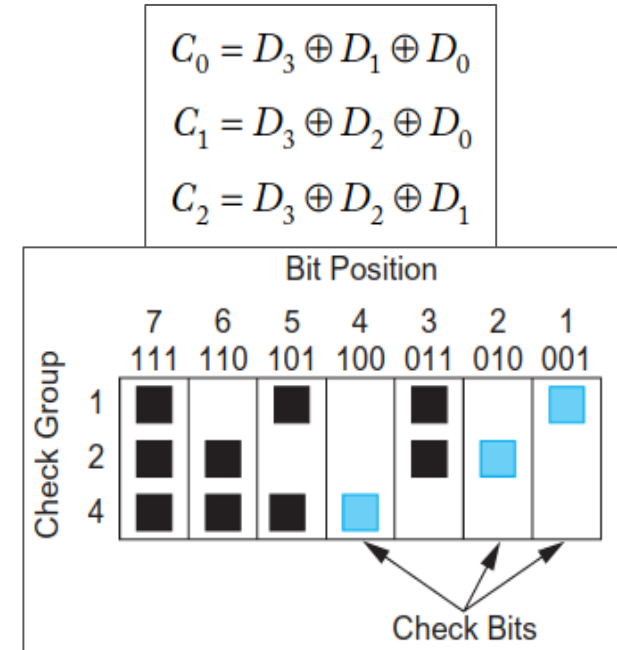 C₀ = D₃ ⊕ D₁ ⊕ D₀
C₁ = D₃ ⊕ D₂ ⊕ D₀
C₂ = D₃ ⊕ D₂ ⊕ D₁
Bit Position
7 6 5 4 3 2 1
111 110 101 100 011 010 001
Check Group
1
2
4
Check Bits